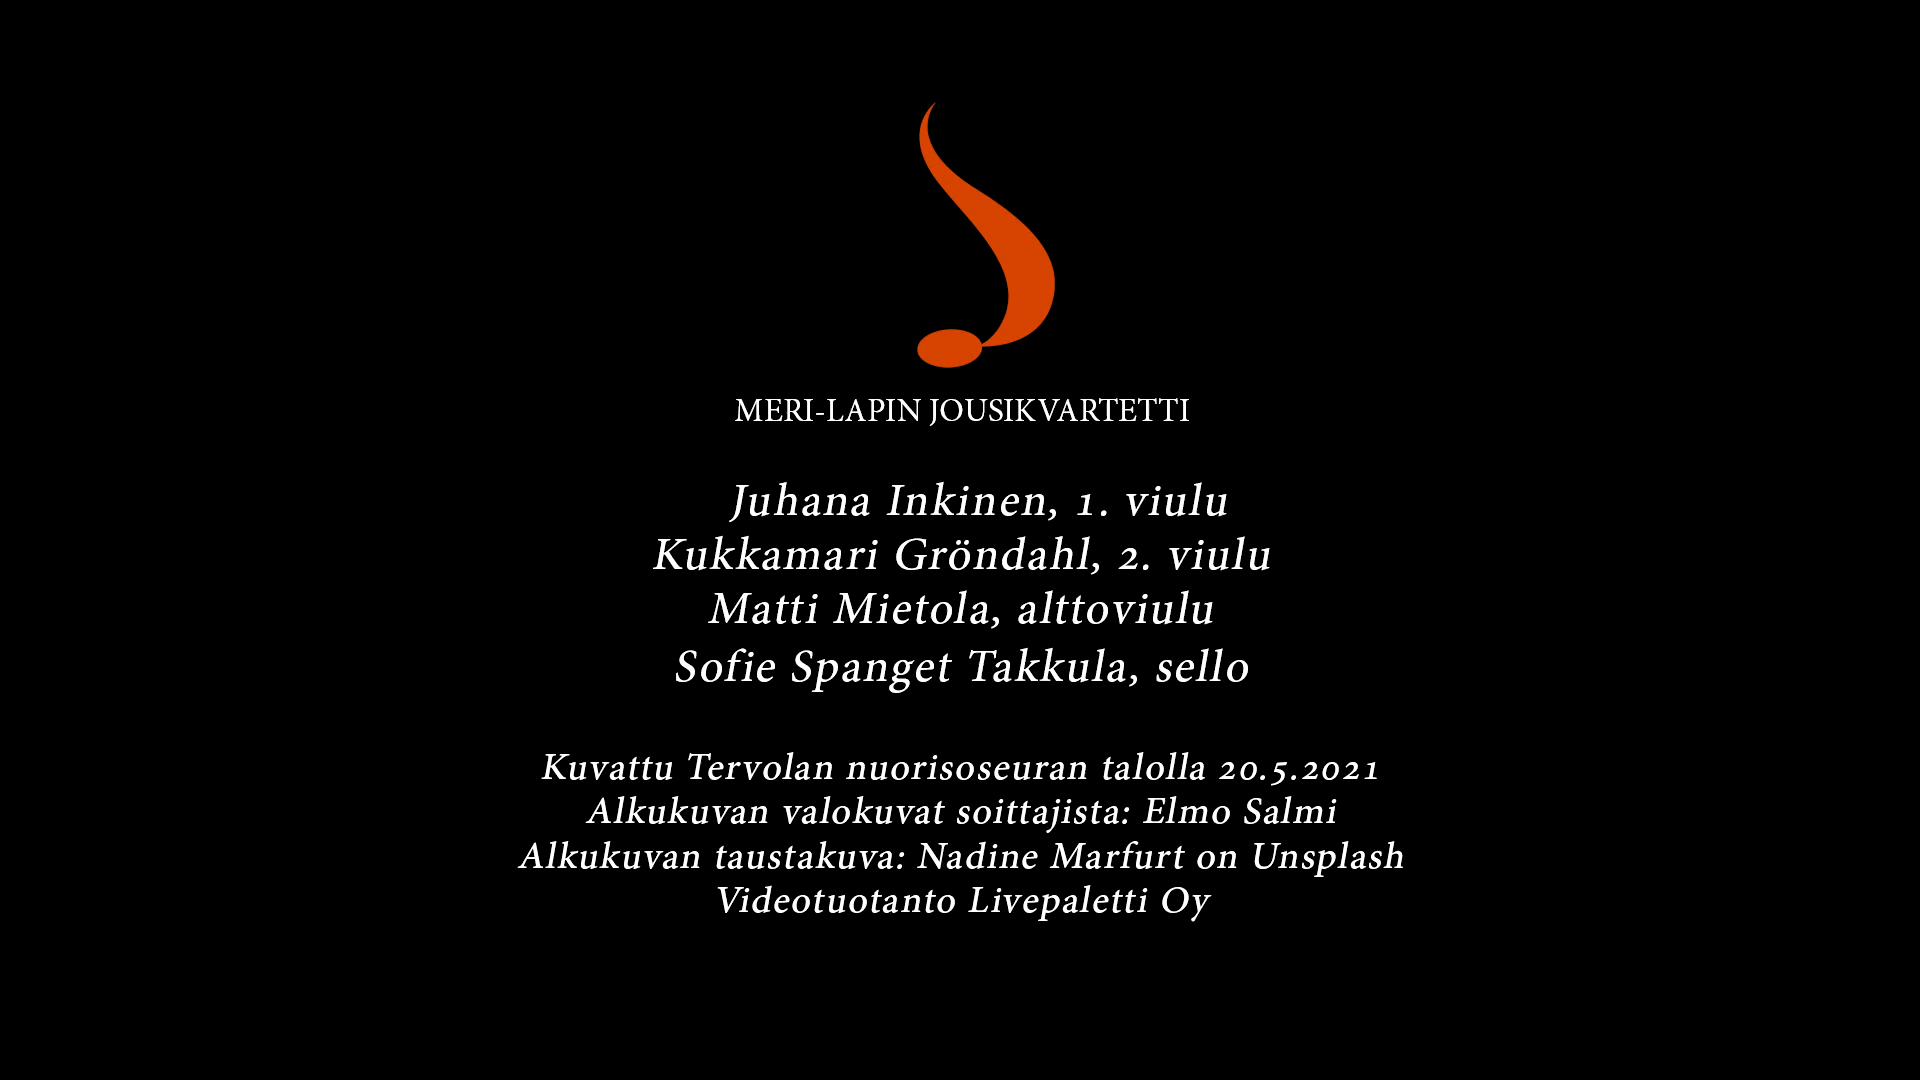 MERI-LAPIN JOUSIKVARTETTI
Juhana Inkinen, 1. viulu
Kukkamari Gröndahl, 2. viulu
Matti Mietola, alttoviulu
Sofie Spanget Takkula, sello
Kuvattu Tervolan nuorisoseuran talolla 20.5.2021
Alkukuvan valokuvat soittajista: Elmo Salmi
Alkukuvan taustakuva: Nadine Marfurt on Unsplash
Videotuotanto Livepaletti Oy